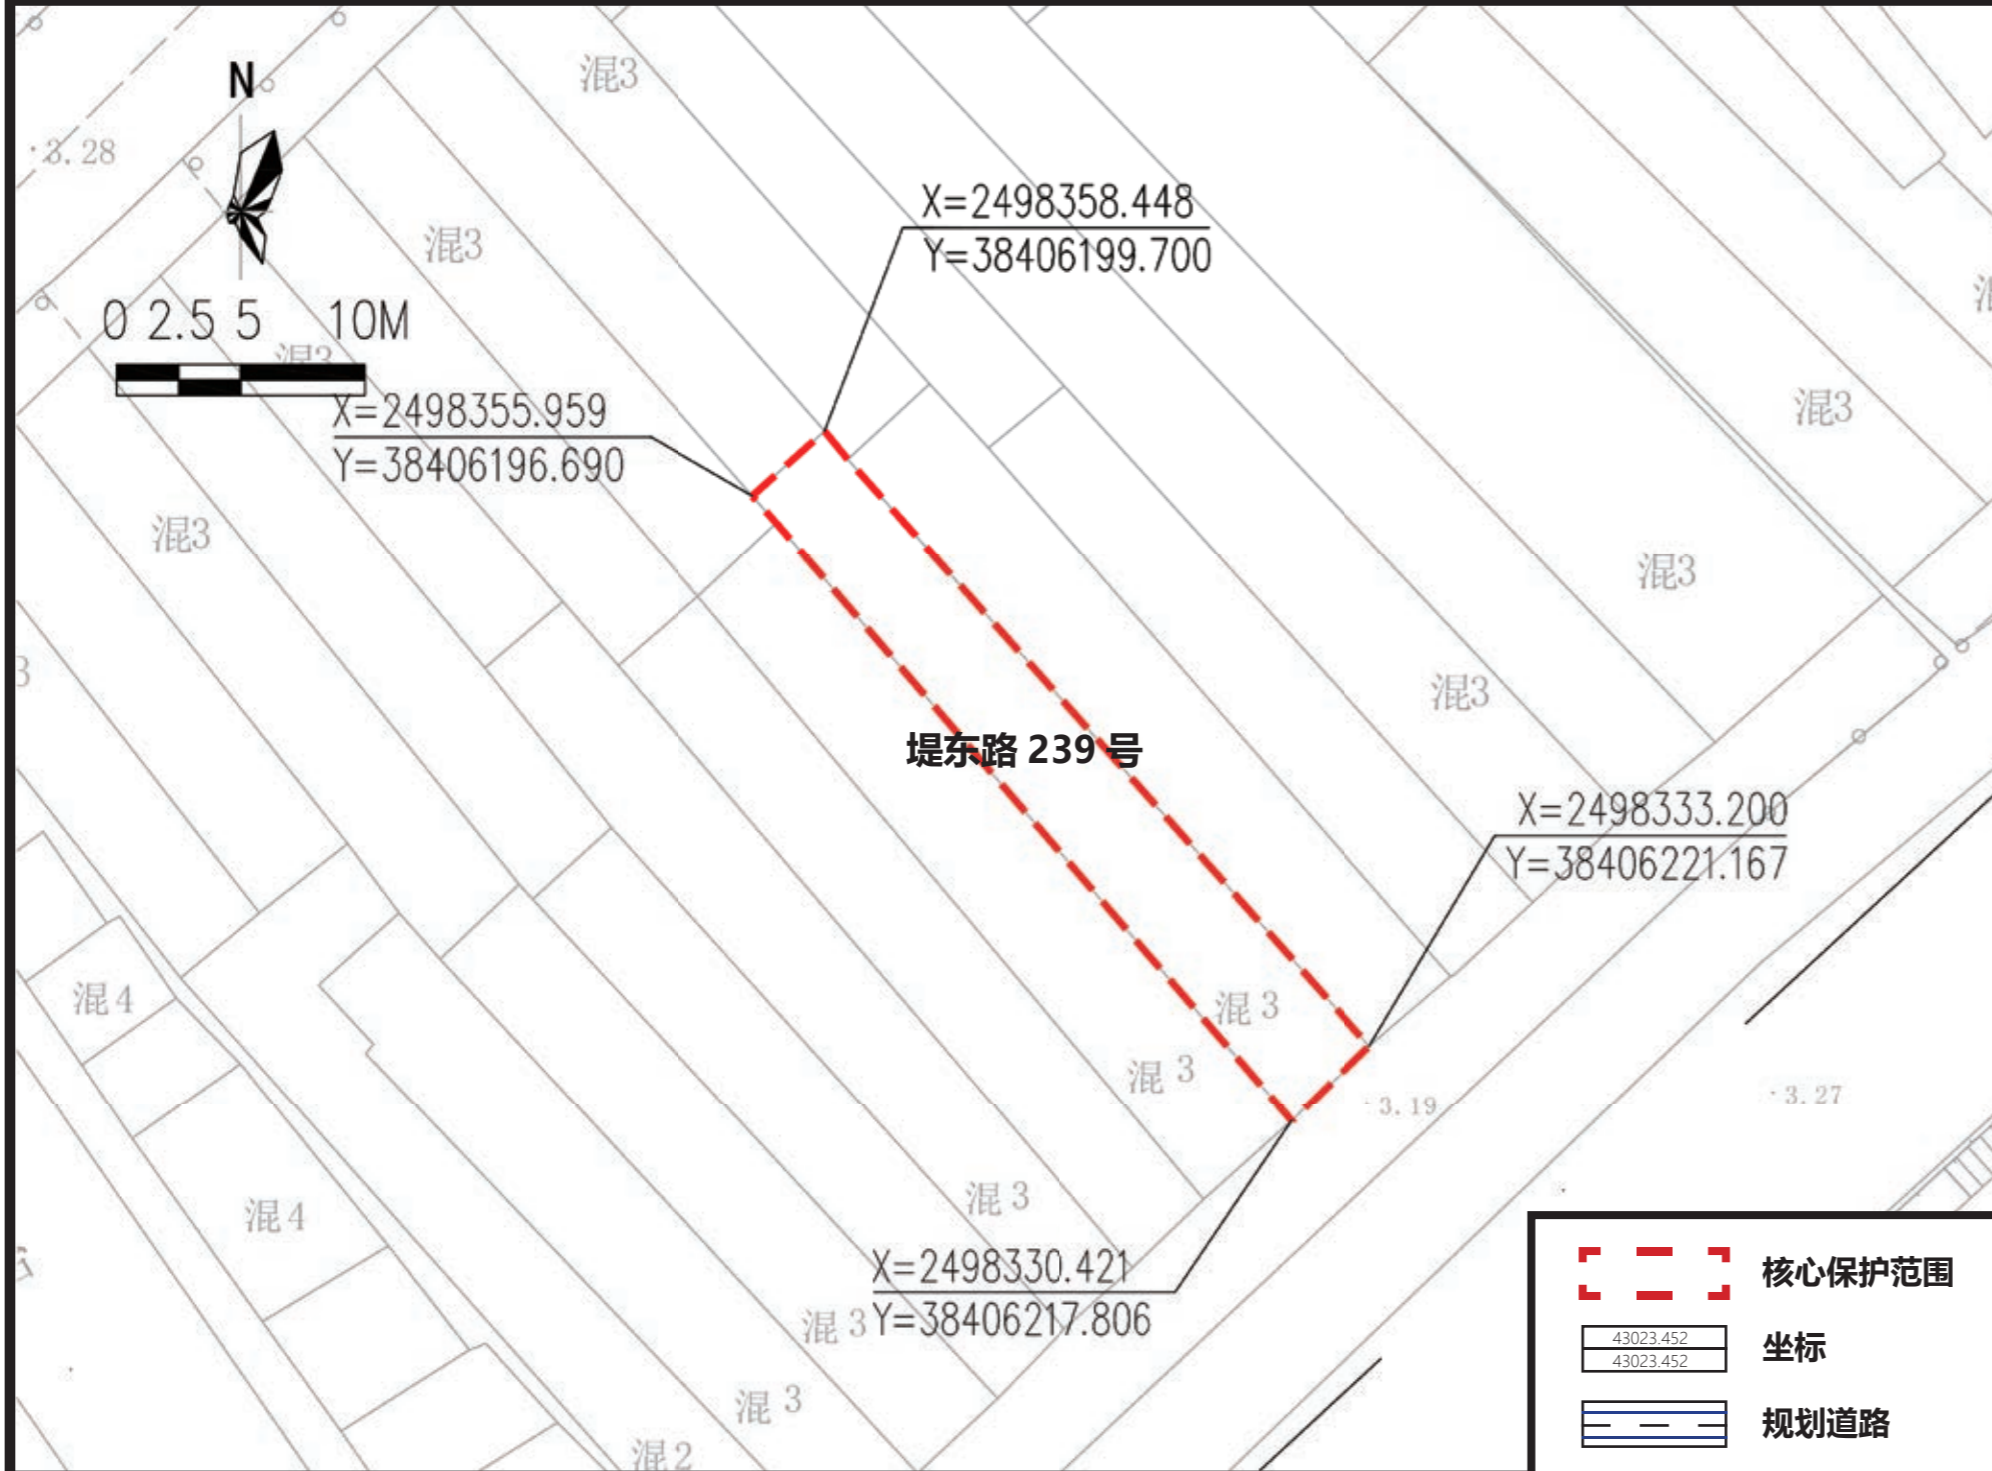 混3
N
3.28
X=2498358.448
混3
Y=38406199.700
0 2.5 5 10M
混3
X=2498355.959
混3
Y=38406196.690
混3
混3
3
混3
堤东路 239 号
X=2498333.200
Y=38406221.167
混4
混 3
混 3
3.19
3.27
混 3
混4
X=2498330.421
核心保护范围
混 3
Y=38406217.806
43023.452
43023.452
坐标
混 3
规划道路
混2